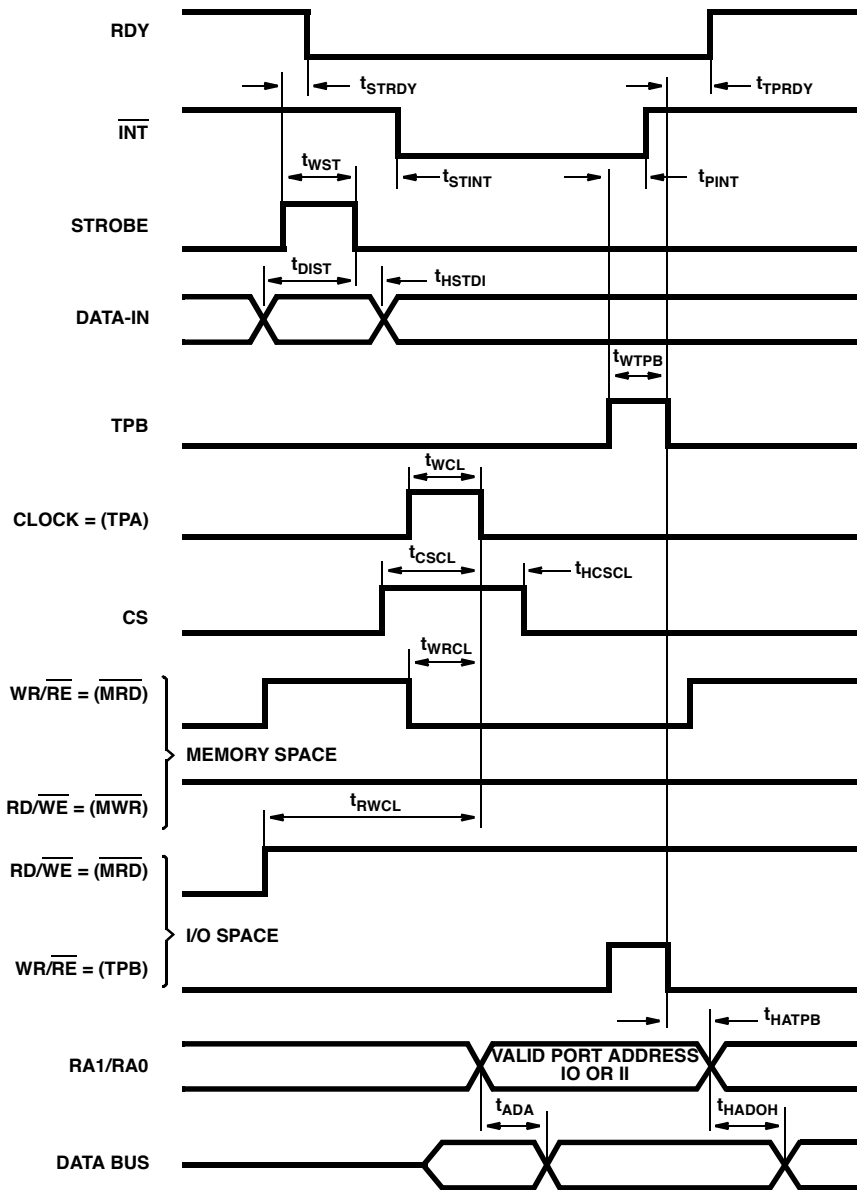 RDY
tSTRDY
tTPRDY
INT
tWST
tSTINT
tPINT
STROBE
tDIST
tHSTDI
DATA-IN
tWTPB
TPB
tWCL
CLOCK = (TPA)
tCSCL
tHCSCL
CS
tWRCL
WR/RE = (MRD)
MEMORY SPACE
RD/WE = (MWR)
tRWCL
RD/WE = (MRD)
I/O SPACE
WR/RE = (TPB)
tHATPB
RA1/RA0
VALID PORT ADDRESS
IO OR II
tADA
tHADOH
DATA BUS